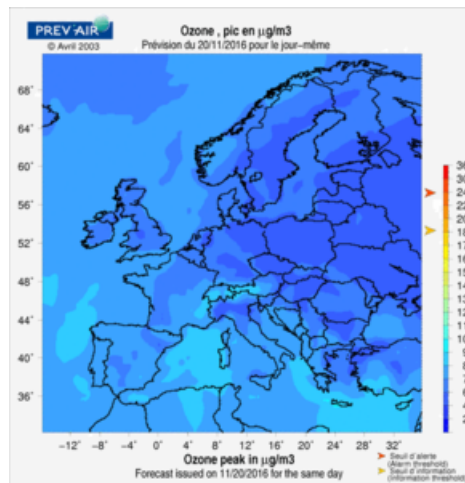 PREV'AIR
© Avril 2003
Ozone , pic en µg/m3
Prévision du 20/11/2016 pour le jour-même
68°
64°
60°
56°
52°
48°
44°
40°
36°
-12° -8° -4° 0° 4° 8° 12° 16° 20° 24° 28° 32°
Ozone peak in µg/m3
Forecast issued on 11/20/2016 for the same day
Seuil d'alerte
(Alarm threshold)
Seuil d'information
(Information threshold)